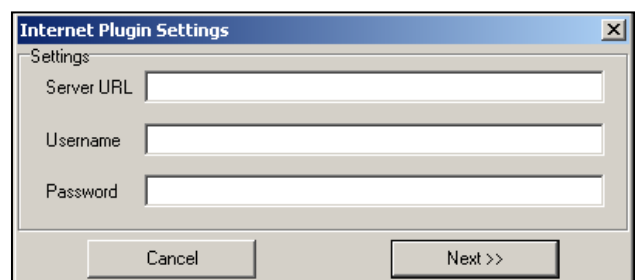 Internet Plugin Settings
Settings
Server URL
Username
Password
Cancel Next >>